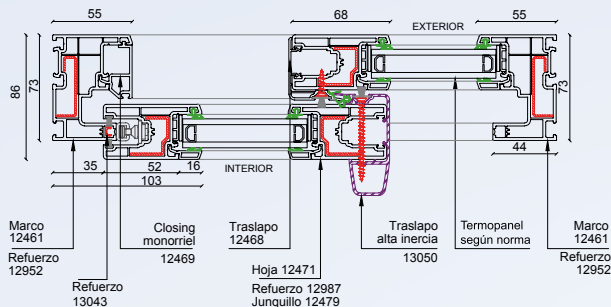 55
68
55
EXTERIOR
86
73
73
INTERIOR
44
35
52
16
103
Marco
12461
Refuerzo
12952
Closing
monorriel
12469
Refuerzo
13043
Traslapo
12468
Hoja 12471
Refuerzo 12987
Junquillo 12479
Traslapo
alta inercia
13050
Termopanel
según norma
Marco
12461
Refuerzo
12952